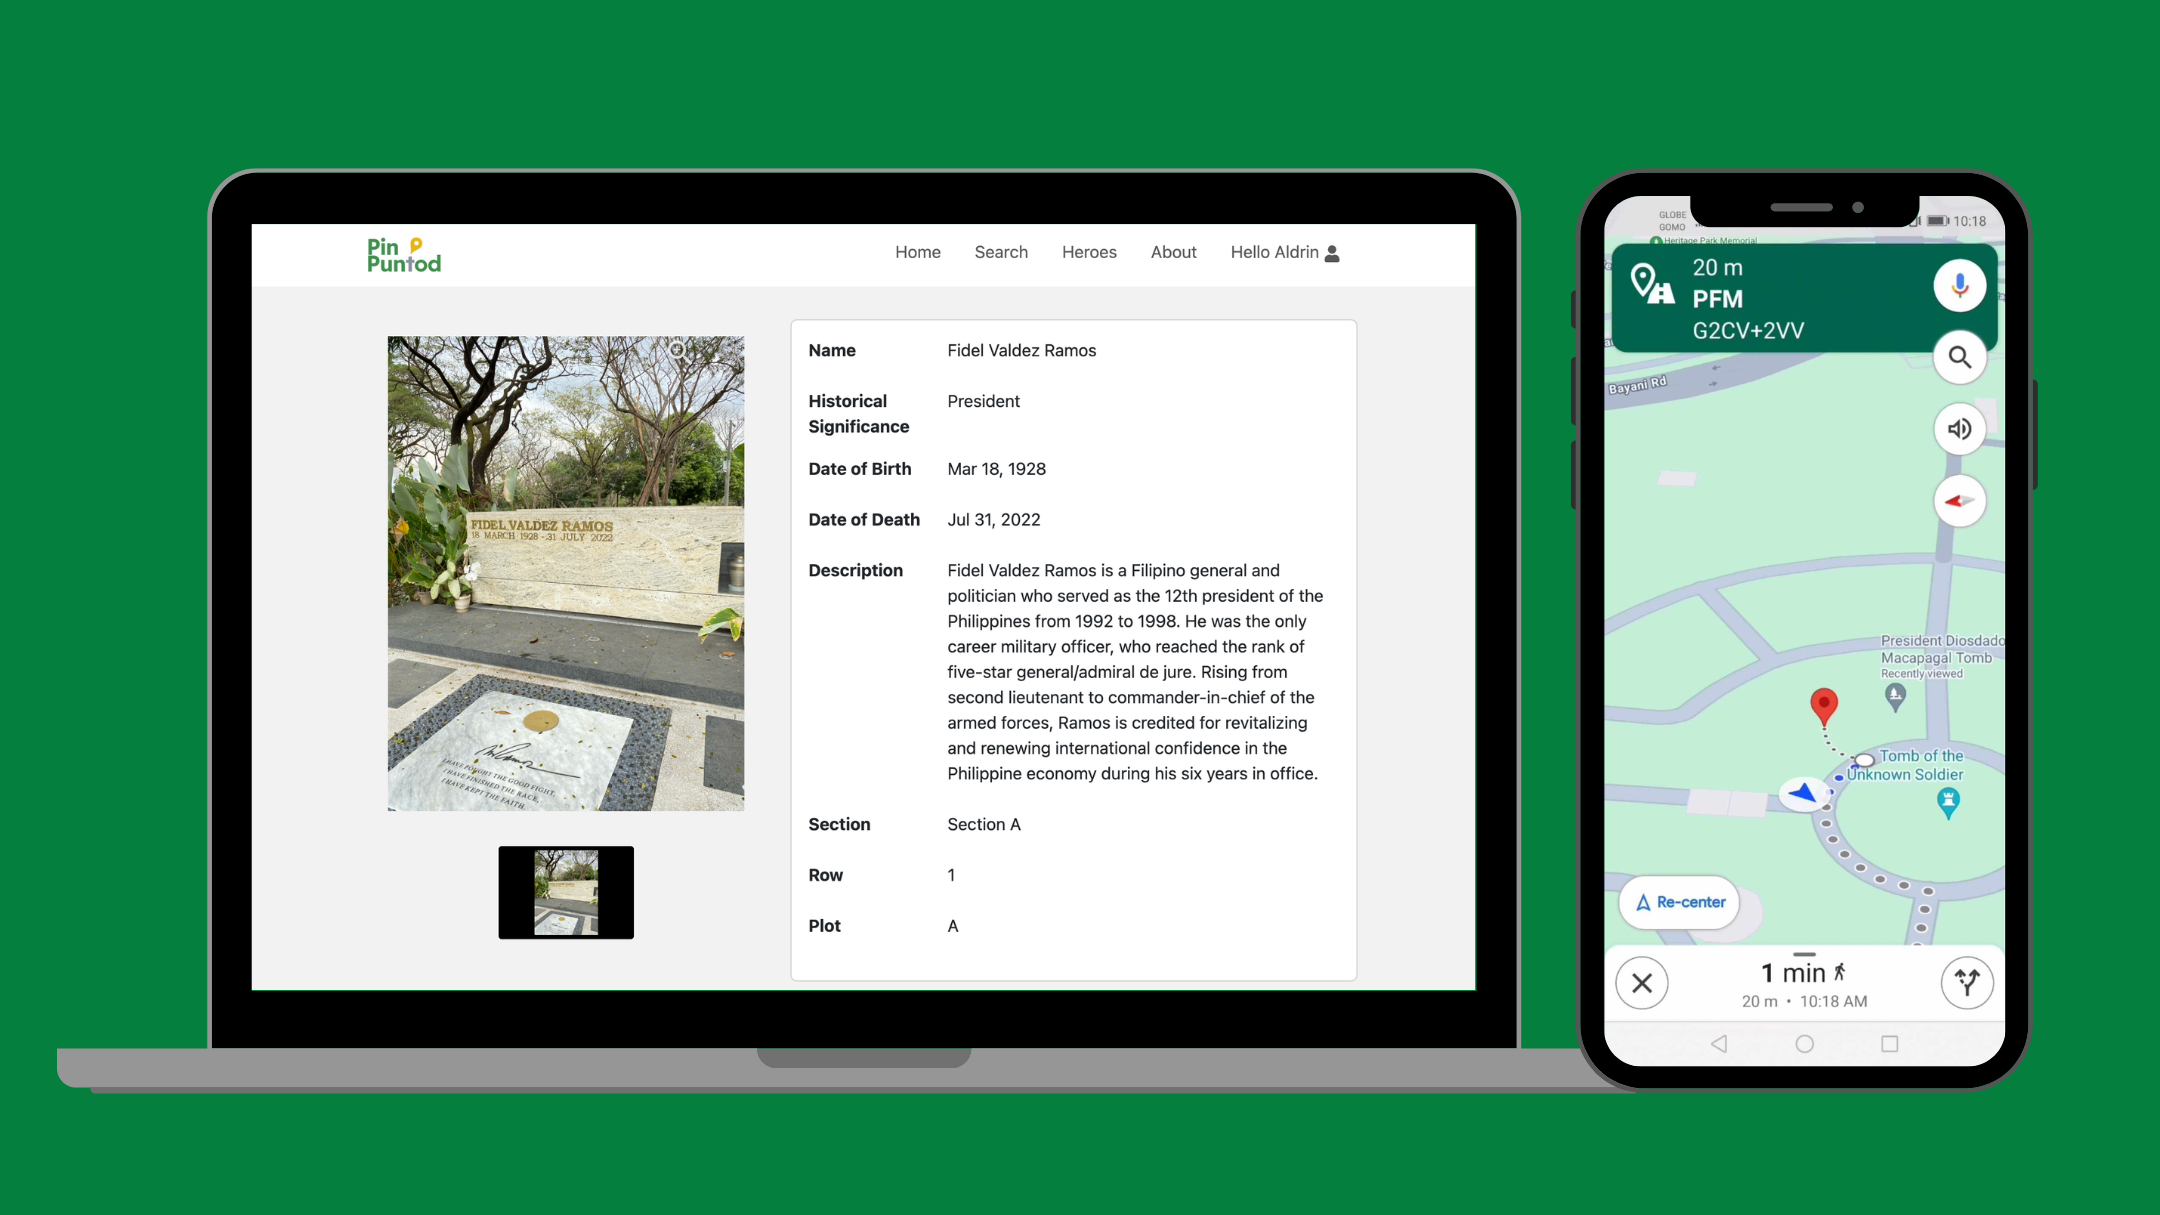 Pin
Puntod
Home Search Heroes About Hello Aldrin
FIDEL VALDEZ RAMOS
18 MARCH 1928 - 31 JULY 2022
I HAVE FOUGHT THE GOOD FIGHT,
I HAVE FINISHED THE RACE,
I HAVE KEPT THE FAITH.
Name Fidel Valdez Ramos
Historical President
Significance
Date of Birth Mar 18, 1928
Date of Death Jul 31, 2022
Description Fidel Valdez Ramos is a Filipino general and
politician who served as the 12th president of the
Philippines from 1992 to 1998. He was the only
career military officer, who reached the rank of
five-star general/admiral de jure. Rising from
second lieutenant to commander-in-chief of the
armed forces, Ramos is credited for revitalizing
and renewing international confidence in the
Philippine economy during his six years in office.
Section Section A
Row 1
Plot A
GLOBE
GOMO
10:18
Heritage Park Memorial
20 m
PFM
G2CV+2VV
Bayani Rd
President Diosdado
Macapagal Tomb
Recently viewed
Tomb of the
Unknown Soldier
Re-center
1 min
20 m • 10:18 AM